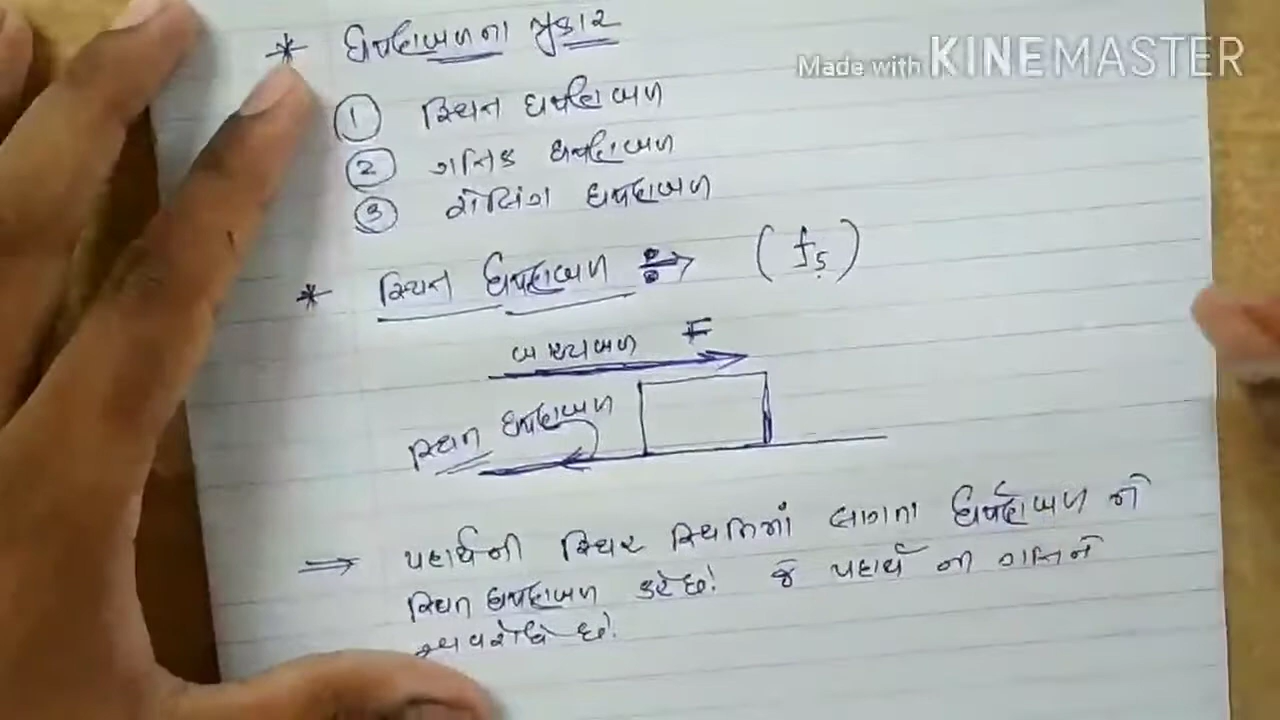 Made with KINEMASTER
* ઘર્ષણબળના પ્રકાર
① સ્થિત ઘર્ષણબળ
② ગતિક ઘર્ષણબળ
③ રોલિંગ ઘર્ષણબળ
* સ્થિત ઘર્ષણબળ ÷→ (fs)
બાહ્યબળ F
સ્થિત ઘર્ષણબળ
⇒ પદાર્થની સ્થિર સ્થિતિમાં લાગતા ઘર્ષણબળ ને
સ્થિત ઘર્ષણબળ કહે છે. જે પદાર્થ ની ગતિને
અવરોધે છે.